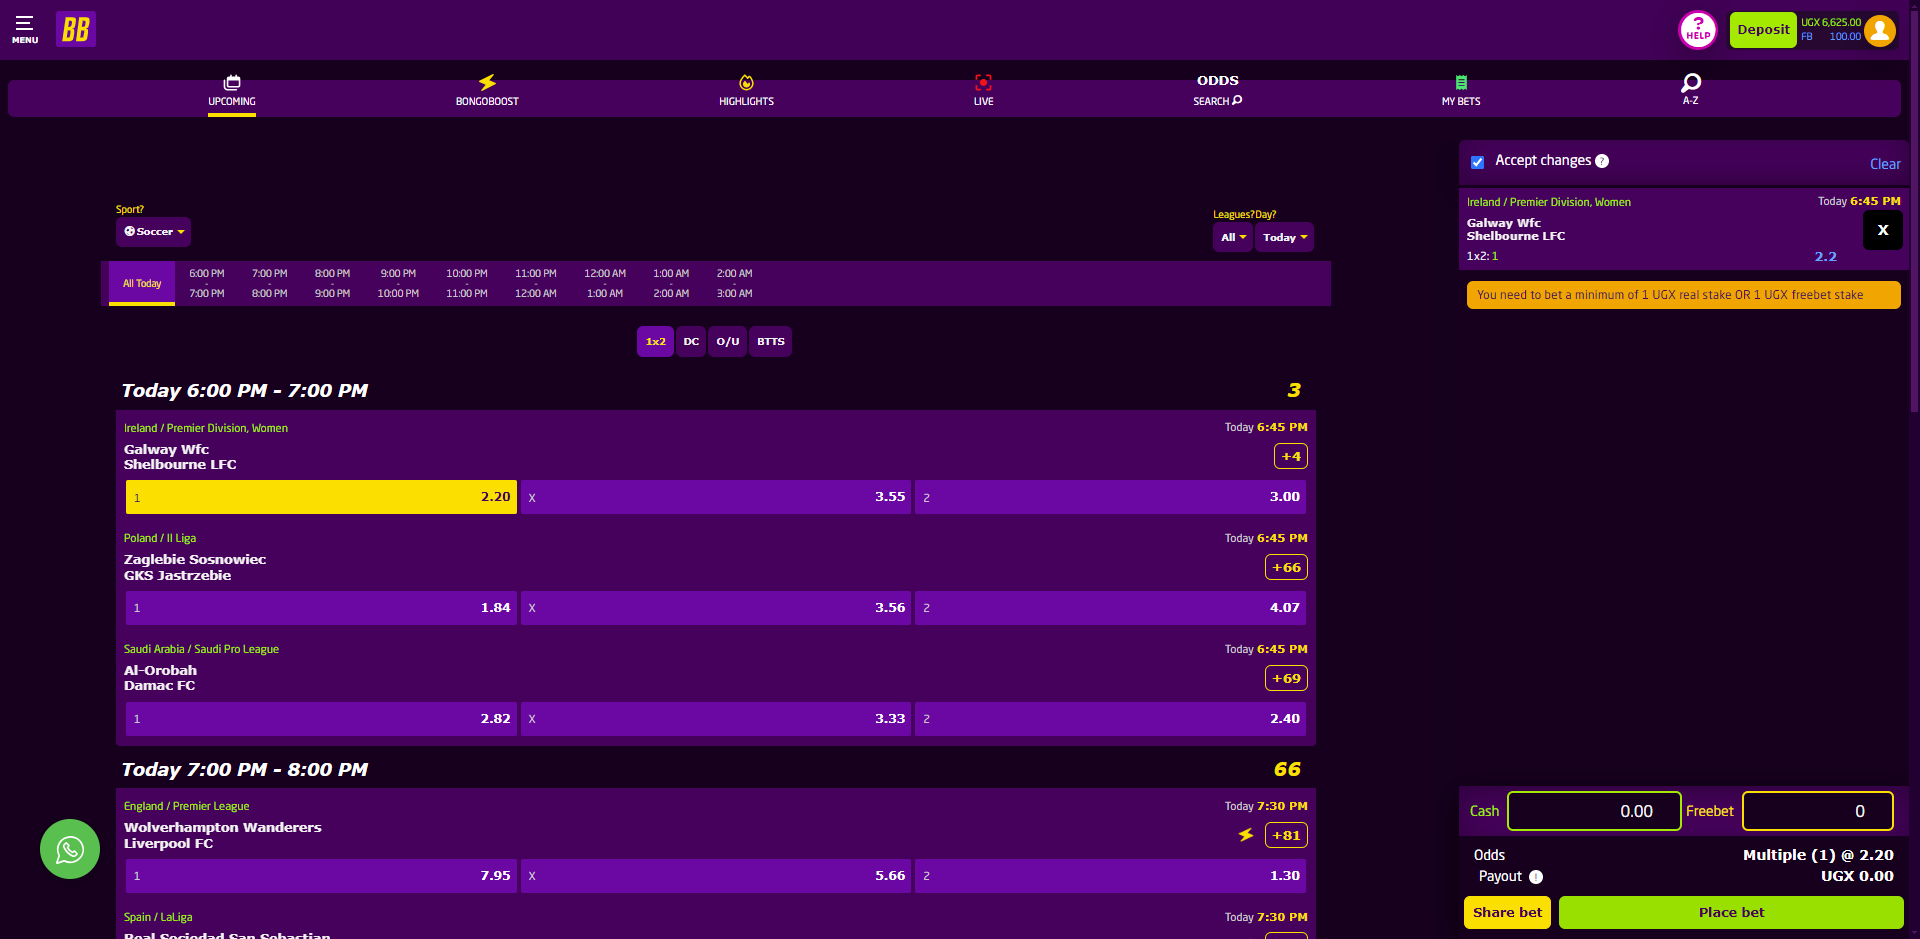 MENU
BB
?
HELP
Deposit
UGX 6,625.00
FB 100.00
UPCOMING
BONGOBOOST
HIGHLIGHTS
LIVE
ODDS
SEARCH
MY BETS
A-Z
Accept changes ?
Clear
Ireland / Premier Division, Women
Today 6:45 PM
Galway Wfc
Shelbourne LFC
X
1x2: 1
2.2
You need to bet a minimum of 1 UGX real stake OR 1 UGX freebet stake
Sport?
Soccer
Leagues? Day?
All
Today
All Today
6:00 PM - 7:00 PM
7:00 PM - 8:00 PM
8:00 PM - 9:00 PM
9:00 PM - 10:00 PM
10:00 PM - 11:00 PM
11:00 PM - 12:00 AM
12:00 AM - 1:00 AM
1:00 AM - 2:00 AM
2:00 AM - 3:00 AM
1x2
DC
O/U
BTTS
Today 6:00 PM - 7:00 PM
3
Ireland / Premier Division, Women
Today 6:45 PM
Galway Wfc
Shelbourne LFC
+4
1 2.20
X 3.55
2 3.00
Poland / II Liga
Today 6:45 PM
Zaglebie Sosnowiec
GKS Jastrzebie
+66
1 1.84
X 3.56
2 4.07
Saudi Arabia / Saudi Pro League
Today 6:45 PM
Al-Orobah
Damac FC
+69
1 2.82
X 3.33
2 2.40
Today 7:00 PM - 8:00 PM
66
England / Premier League
Today 7:30 PM
Wolverhampton Wanderers
Liverpool FC
+81
1 7.95
X 5.66
2 1.30
Spain / LaLiga
Today 7:30 PM
Real Sociedad San Sebastian
Cash 0.00
Freebet 0
Odds
Multiple (1) @ 2.20
Payout !
UGX 0.00
Share bet
Place bet